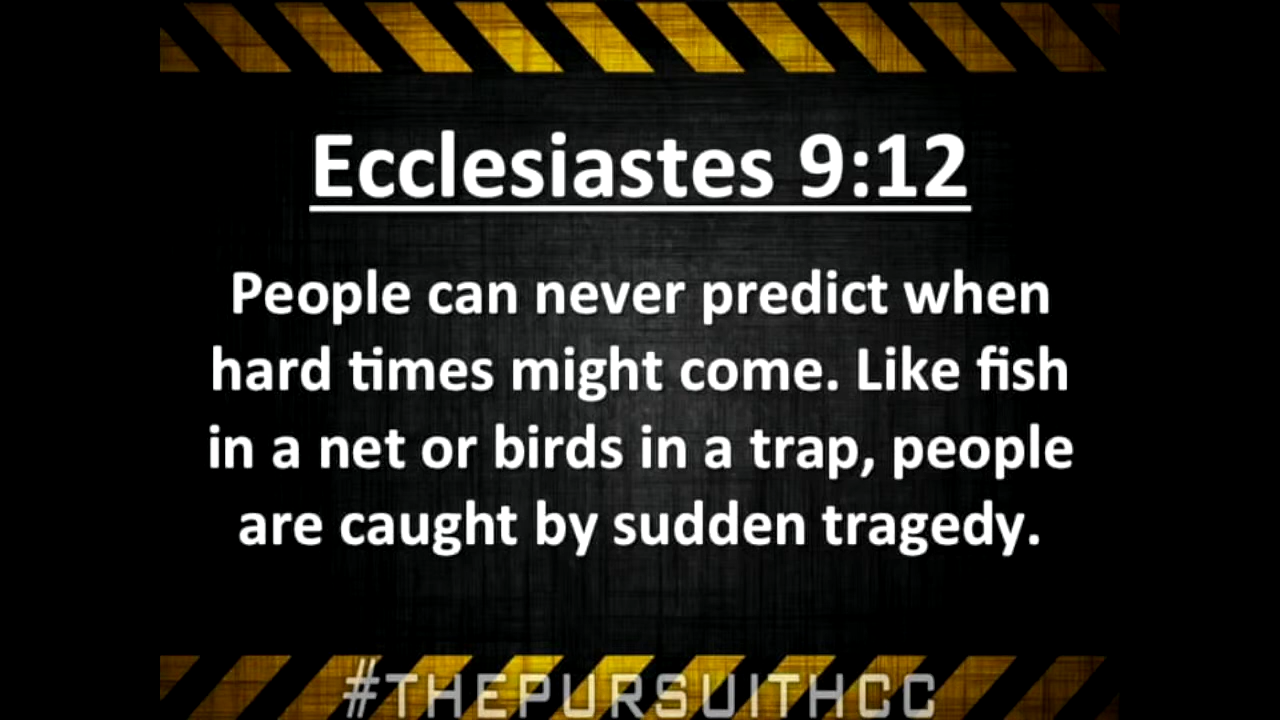 Ecclesiastes 9:12
People can never predict when
hard times might come. Like fish
in a net or birds in a trap, people
are caught by sudden tragedy.
#THEPURSUITHCC